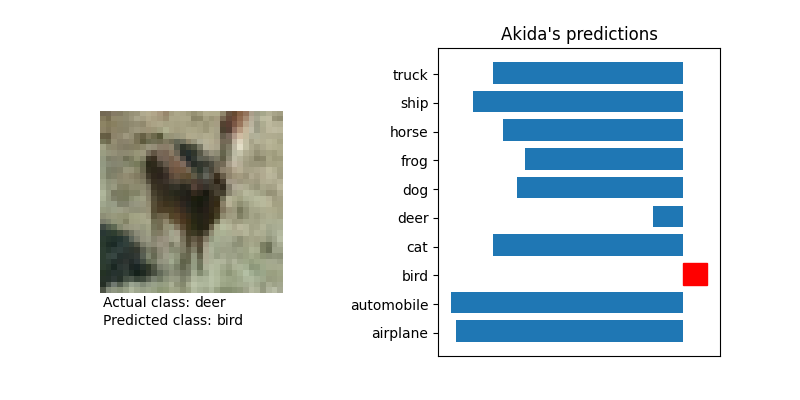 Akida's predictions
truck
ship
horse
frog
dog
deer
cat
bird
automobile
airplane
Actual class: deer
Predicted class: bird